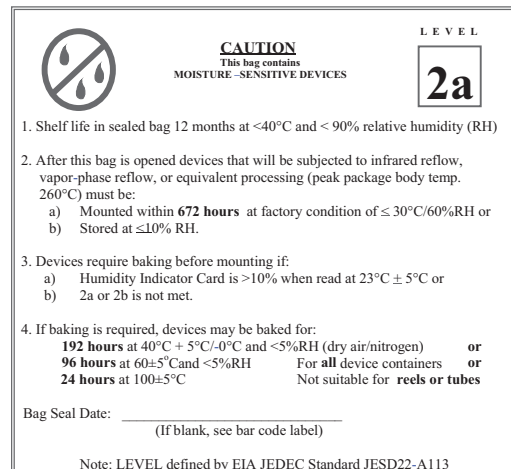 LEVEL
CAUTION
This bag contains
MOISTURE –SENSITIVE DEVICES
2a
1. Shelf life in sealed bag 12 months at <40°C and < 90% relative humidity (RH)
2. After this bag is opened devices that will be subjected to infrared reflow,
vapor-phase reflow, or equivalent processing (peak package body temp.
260°C) must be:
a) Mounted within 672 hours at factory condition of ≤ 30°C/60%RH or
b) Stored at ≤10% RH.
3. Devices require baking before mounting if:
a) Humidity Indicator Card is >10% when read at 23°C ± 5°C or
b) 2a or 2b is not met.
4. If baking is required, devices may be baked for:
192 hours at 40°C + 5°C/-0°C and <5%RH (dry air/nitrogen) or
96 hours at 60±5°Cand <5%RH For all device containers or
24 hours at 100±5°C Not suitable for reels or tubes
Bag Seal Date: ______________________________
(If blank, see bar code label)
Note: LEVEL defined by EIA JEDEC Standard JESD22-A113